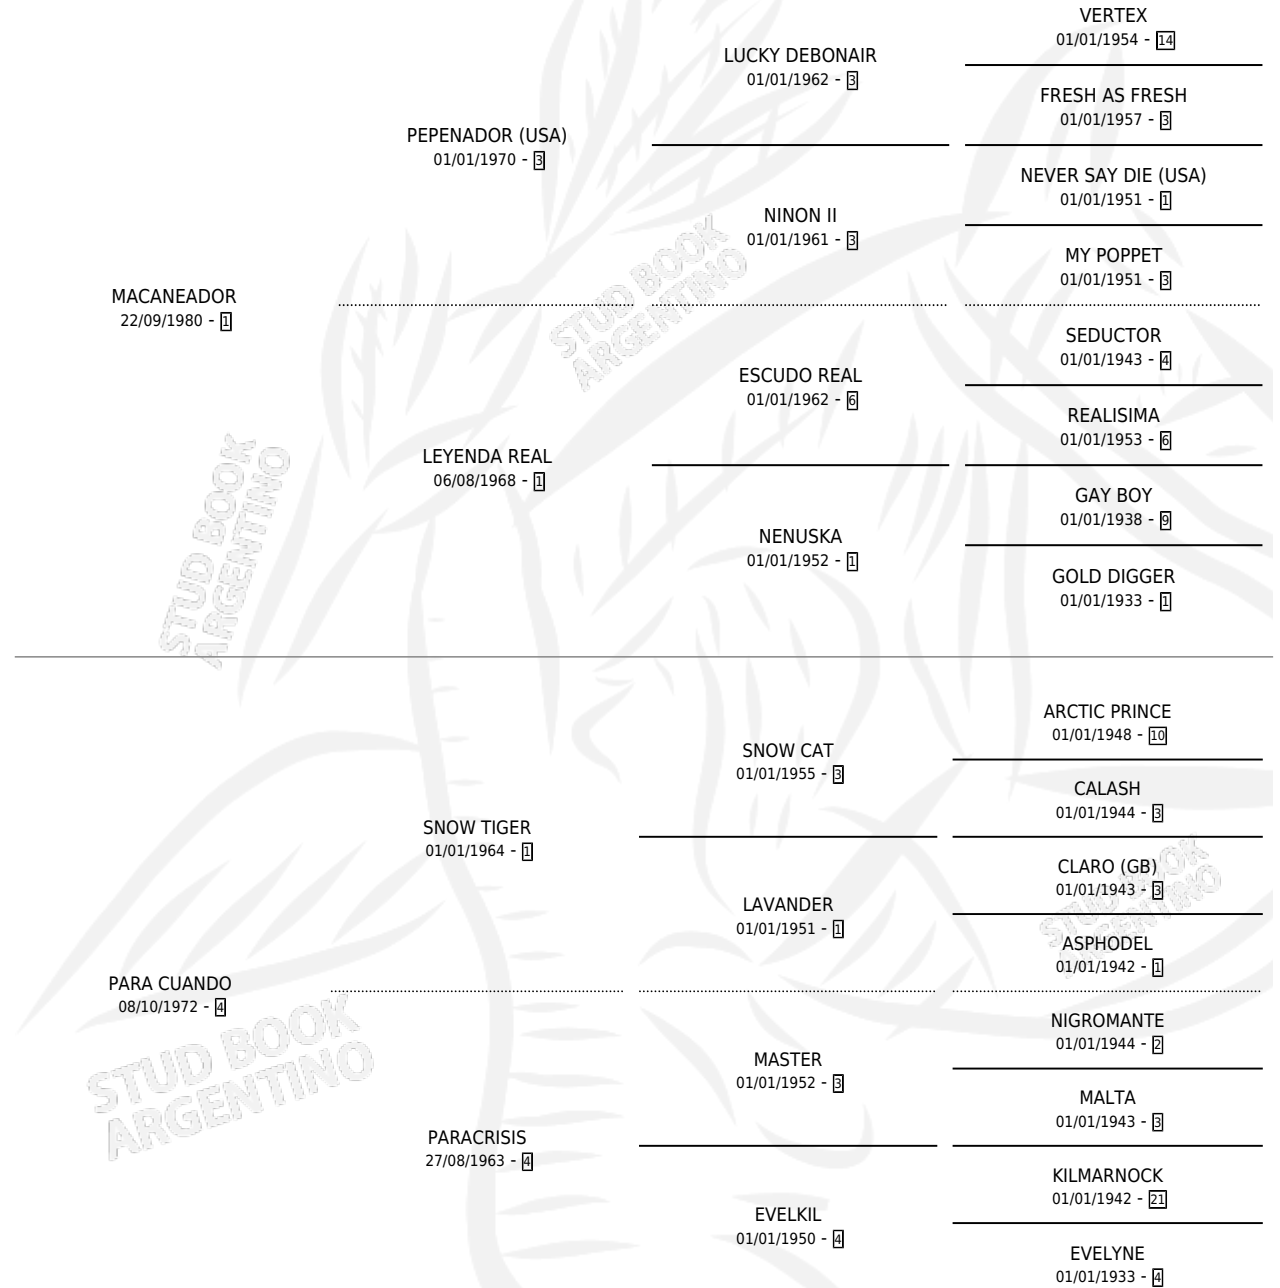 VERTEX
01/01/1954 - 14
LUCKY DEBONAIR
01/01/1962 - 3
FRESH AS FRESH
01/01/1957 - 3
PEPENADOR (USA)
01/01/1970 - 3
NEVER SAY DIE (USA)
01/01/1951 - 1
NINON II
01/01/1961 - 3
MY POPPET
01/01/1951 - 3
MACANEADOR
22/09/1980 - 1
STUD BOOK
ARGENTINO
SEDUCTOR
01/01/1943 - 4
ESCUDO REAL
01/01/1962 - 6
REALISIMA
01/01/1953 - 6
LEYENDA REAL
06/08/1968 - 1
GAY BOY
01/01/1938 - 9
NENUSKA
01/01/1952 - 1
GOLD DIGGER
01/01/1933 - 1
STUD BOOK
ARGENTINO
ARCTIC PRINCE
01/01/1948 - 10
SNOW CAT
01/01/1955 - 3
CALASH
01/01/1944 - 3
SNOW TIGER
01/01/1964 - 1
CLARO (GB)
01/01/1943 - 3
LAVANDER
01/01/1951 - 1
STUD BOOK
ARGENTINO
ASPHODEL
01/01/1942 - 1
PARA CUANDO
08/10/1972 - 4
NIGROMANTE
01/01/1944 - 2
MASTER
01/01/1952 - 3
STUD BOOK
ARGENTINO
MALTA
01/01/1943 - 3
PARACRISIS
27/08/1963 - 4
KILMARNOCK
01/01/1942 - 21
EVELKIL
01/01/1950 - 4
EVELYNE
01/01/1933 - 4